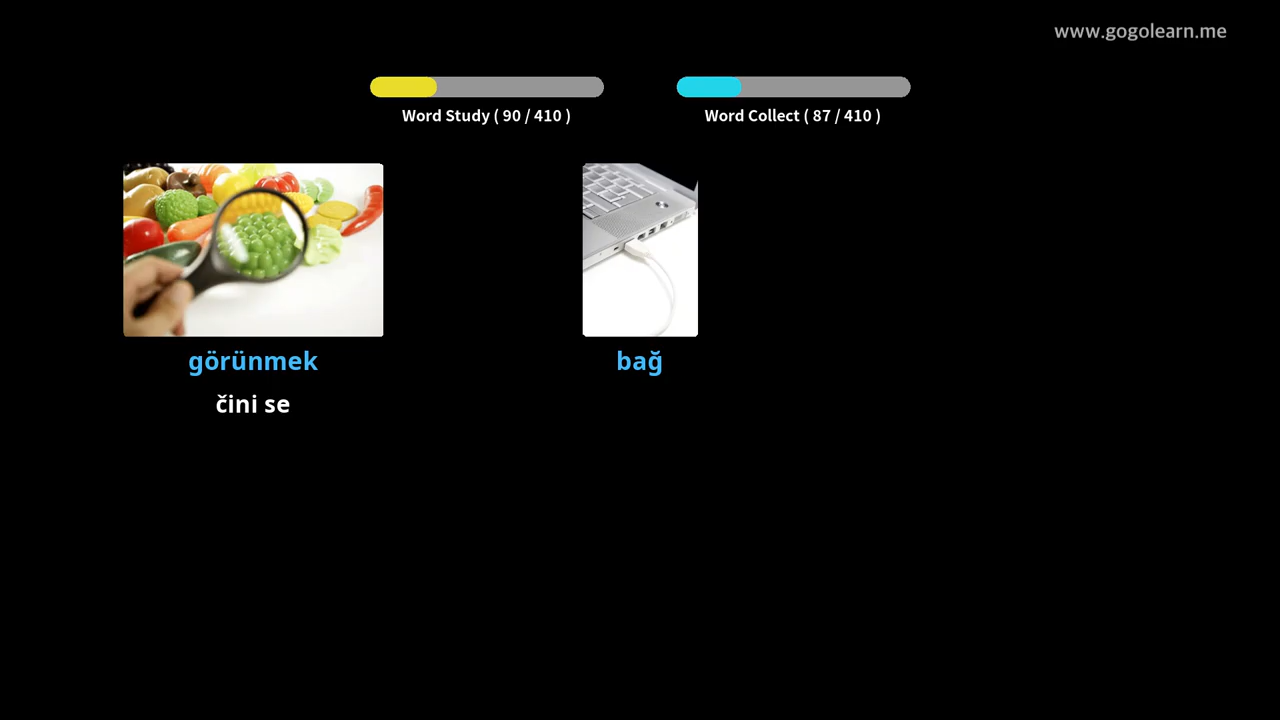 www.gogolearn.me
Word Study ( 90 / 410 )
Word Collect ( 87 / 410 )
görünmek
čini se
bağ